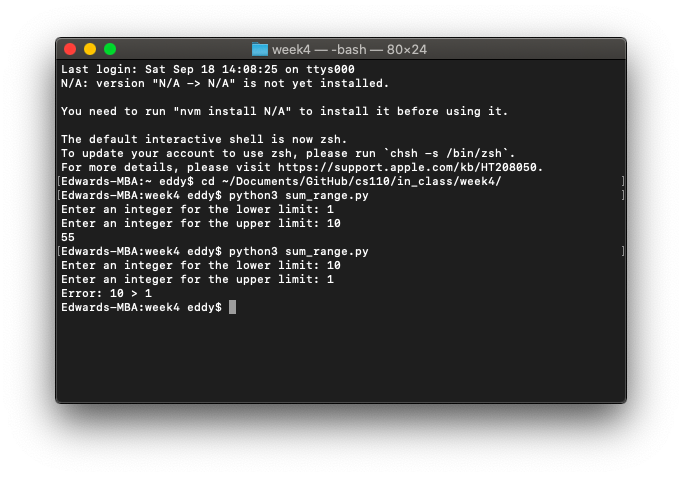 week4 — -bash — 80×24
Last login: Sat Sep 18 14:08:25 on ttys000
N/A: version "N/A -> N/A" is not yet installed.
You need to run "nvm install N/A" to install it before using it.
The default interactive shell is now zsh.
To update your account to use zsh, please run `chsh -s /bin/zsh`.
For more details, please visit https://support.apple.com/kb/HT208050.
[Edwards-MBA:~ eddy$ cd ~/Documents/GitHub/cs110/in_class/week4/ ]
[Edwards-MBA:week4 eddy$ python3 sum_range.py ]
Enter an integer for the lower limit: 1
Enter an integer for the upper limit: 10
55
[Edwards-MBA:week4 eddy$ python3 sum_range.py ]
Enter an integer for the lower limit: 10
Enter an integer for the upper limit: 1
Error: 10 > 1
Edwards-MBA:week4 eddy$